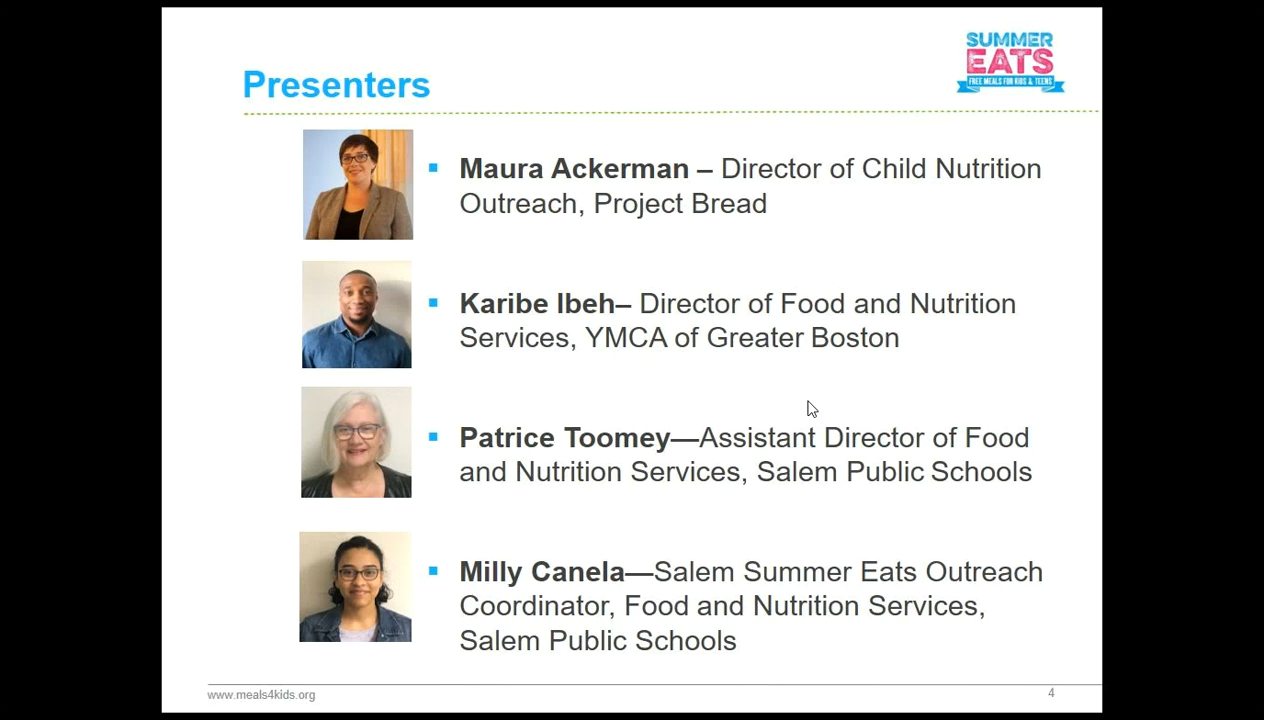 SUMMER
EATS
FREE MEALS FOR KIDS & TEENS
Presenters
Maura Ackerman – Director of Child Nutrition
Outreach, Project Bread
Karibe Ibeh– Director of Food and Nutrition
Services, YMCA of Greater Boston
Patrice Toomey—Assistant Director of Food
and Nutrition Services, Salem Public Schools
Milly Canela—Salem Summer Eats Outreach
Coordinator, Food and Nutrition Services,
Salem Public Schools
www.meals4kids.org
4